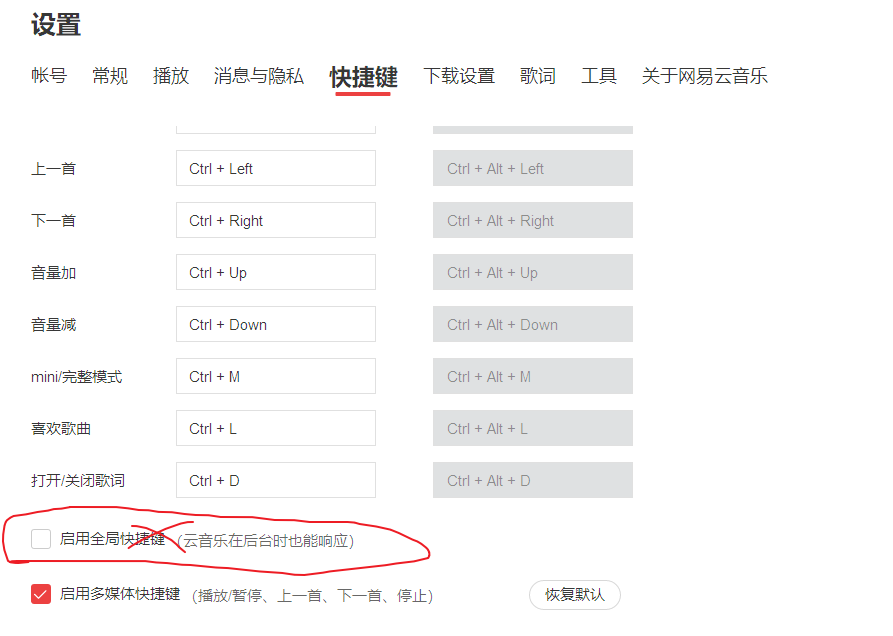 设置
帐号 常规 播放 消息与隐私 快捷键 下载设置 歌词 工具 关于网易云音乐
上一首 Ctrl + Left Ctrl + Alt + Left
下一首 Ctrl + Right Ctrl + Alt + Right
音量加 Ctrl + Up Ctrl + Alt + Up
音量减 Ctrl + Down Ctrl + Alt + Down
mini/完整模式 Ctrl + M Ctrl + Alt + M
喜欢歌曲 Ctrl + L Ctrl + Alt + L
打开/关闭歌词 Ctrl + D Ctrl + Alt + D
启用全局快捷键 (云音乐在后台时也能响应)
启用多媒体快捷键 (播放/暂停、上一首、下一首、停止) 恢复默认